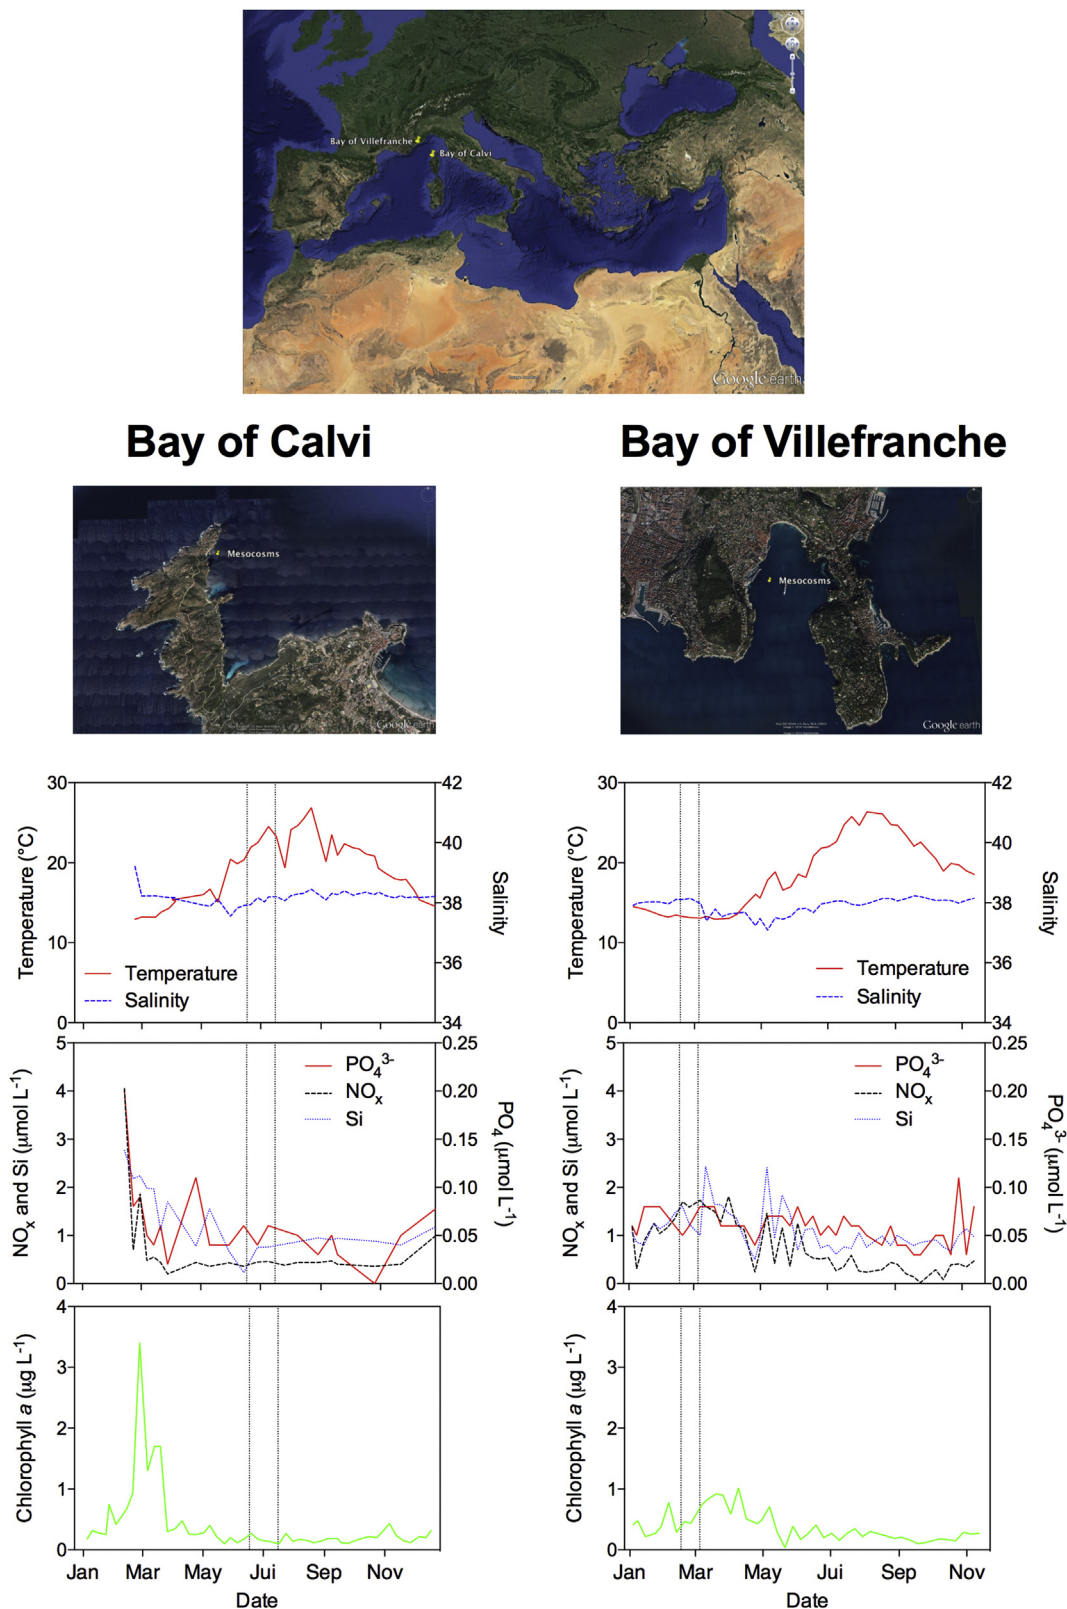 Bay of Villefranche
Bay of Calvi
Google earth
Bay of Calvi
Bay of Villefranche
Mesocosms
Google earth
Mesocosms
Google earth
30
20
10
0
Temperature (°C)
42
40
38
36
34
Salinity
Temperature
Salinity
30
20
10
0
Temperature (°C)
42
40
38
36
34
Salinity
Temperature
Salinity
5
4
3
2
1
0
NOx and Si (μmol L-1)
0.25
0.20
0.15
0.10
0.05
0.00
PO4 (μmol L-1)
PO4 3-
NOx
Si
5
4
3
2
1
0
NOx and Si (μmol L-1)
0.25
0.20
0.15
0.10
0.05
0.00
PO4 3- (μmol L-1)
PO4 3-
NOx
Si
4
3
2
1
0
Chlorophyll a (μg L-1)
Jan Mar May Jui Sep Nov
Date
4
3
2
1
0
Chlorophyll a (μg L-1)
Jan Mar May Jui Sep Nov
Date